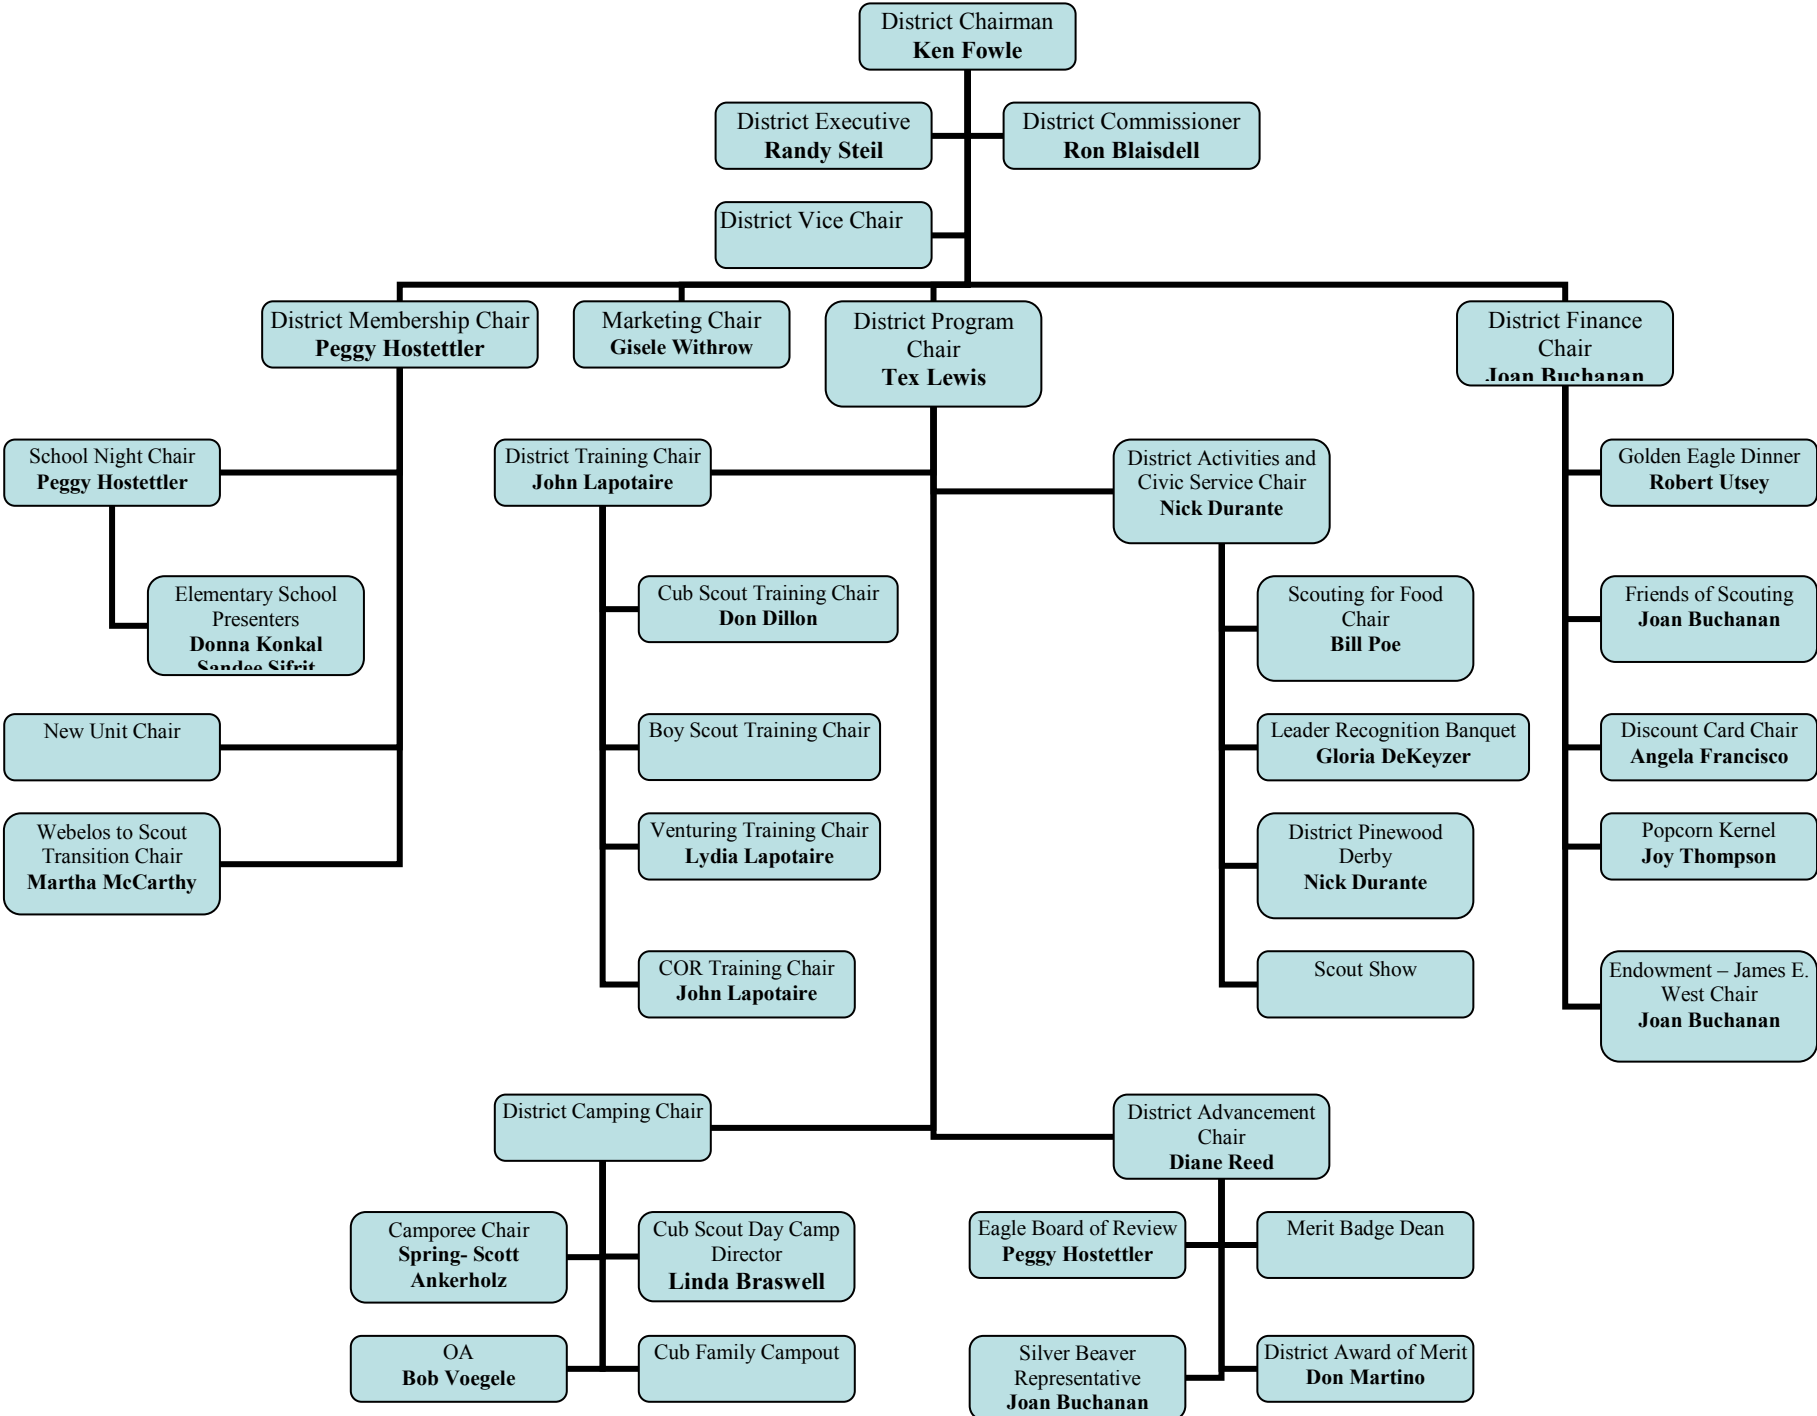 District Chairman
Ken Fowle
District Executive
Randy Steil
District Commissioner
Ron Blaisdell
District Vice Chair
District Membership Chair
Peggy Hostettler
Marketing Chair
Gisele Withrow
District Program
Chair
Tex Lewis
District Finance
Chair
Joan Buchanan
School Night Chair
Peggy Hostettler
District Training Chair
John Lapotaire
District Activities and
Civic Service Chair
Nick Durante
Golden Eagle Dinner
Robert Utsey
Elementary School
Presenters
Donna Konkal
Sandee Sifrit
Cub Scout Training Chair
Don Dillon
Scouting for Food
Chair
Bill Poe
Friends of Scouting
Joan Buchanan
New Unit Chair
Boy Scout Training Chair
Leader Recognition Banquet
Gloria DeKeyzer
Discount Card Chair
Angela Francisco
Webelos to Scout
Transition Chair
Martha McCarthy
Venturing Training Chair
Lydia Lapotaire
District Pinewood
Derby
Nick Durante
Popcorn Kernel
Joy Thompson
COR Training Chair
John Lapotaire
Scout Show
Endowment – James E.
West Chair
Joan Buchanan
District Camping Chair
District Advancement
Chair
Diane Reed
Camporee Chair
Spring- Scott
Ankerholz
Cub Scout Day Camp
Director
Linda Braswell
Eagle Board of Review
Peggy Hostettler
Merit Badge Dean
OA
Bob Voegele
Cub Family Campout
Silver Beaver
Representative
Joan Buchanan
District Award of Merit
Don Martino